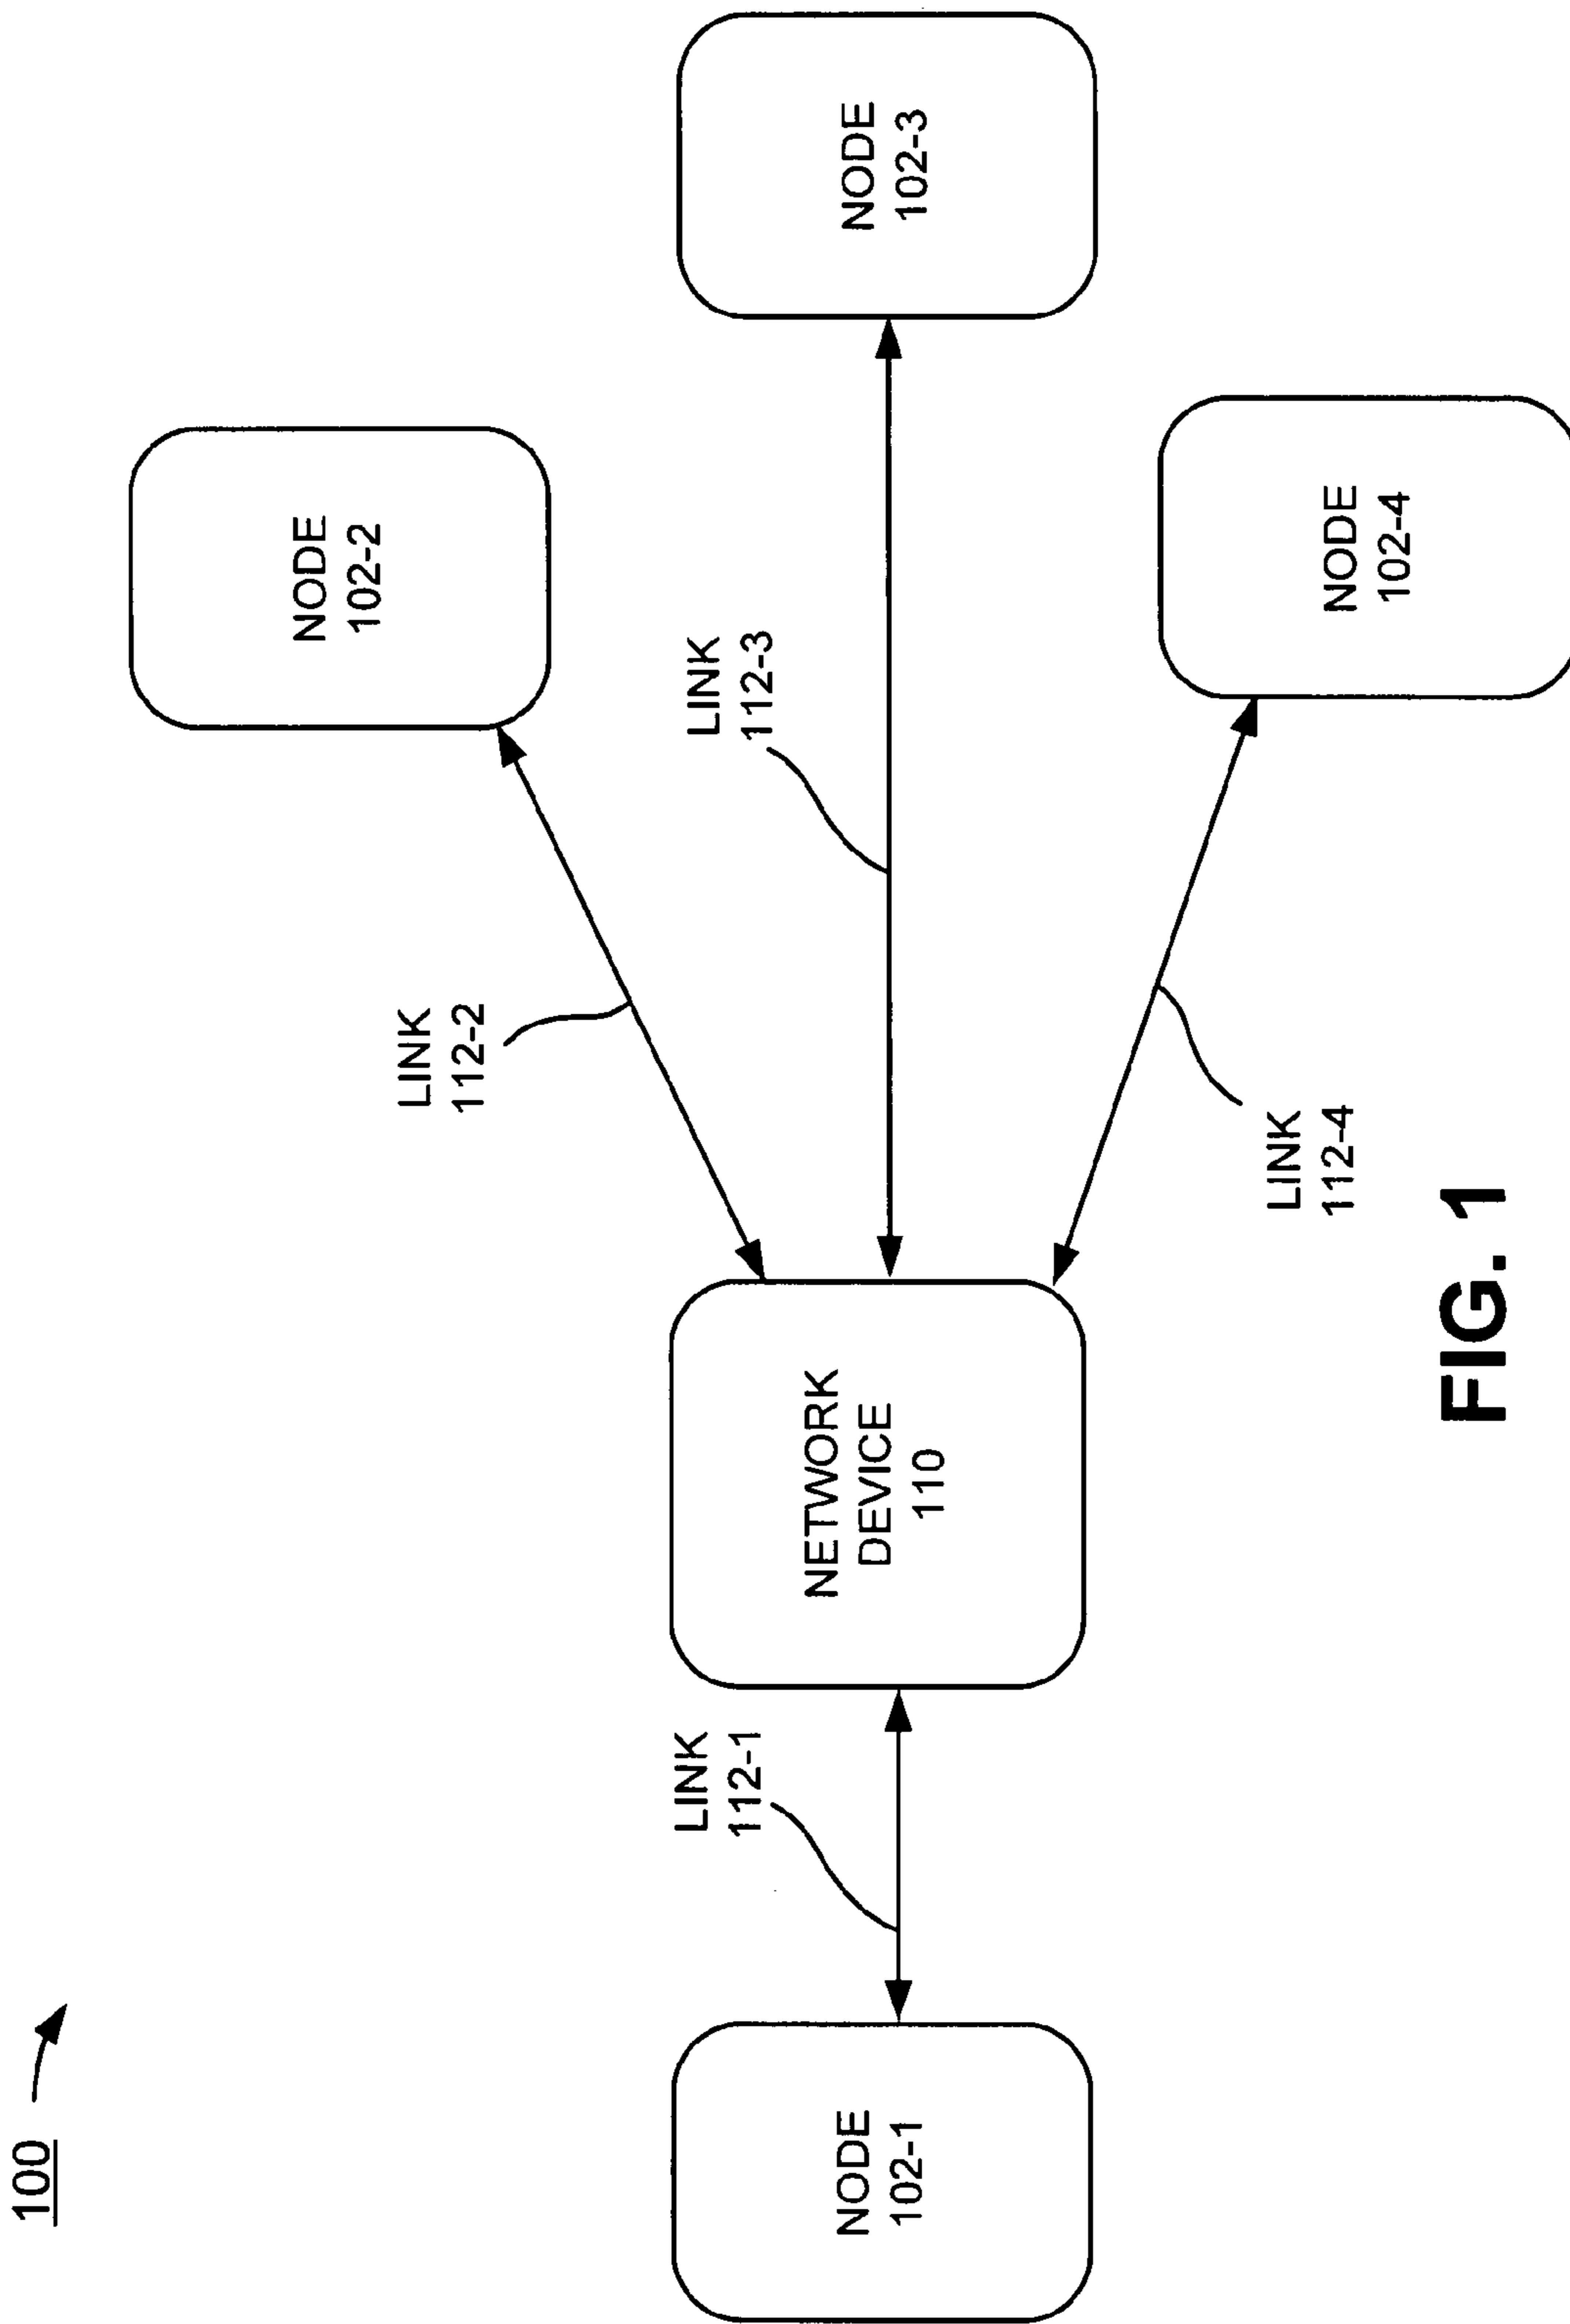 100
NODE
102-2
LINK
112-2
LINK
112-1
NETWORK
DEVICE
110
LINK
112-3
NODE
102-1
NODE
102-3
LINK
112-4
NODE
102-4
FIG. 1